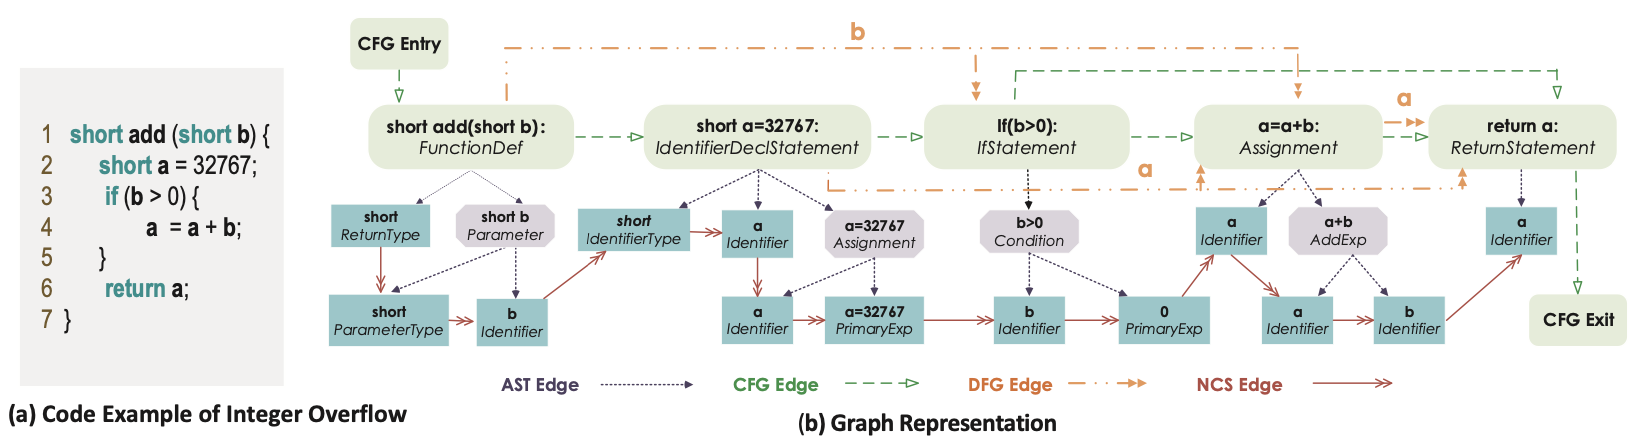 1 short add (short b) {
2 short a = 32767;
3 if (b > 0) {
4 a = a + b;
5 }
6 return a;
7 }
(a) Code Example of Integer Overflow
CFG Entry
b
a
short add(short b):
FunctionDef
short a=32767:
IdentifierDeclStatement
If(b>0):
IfStatement
a=a+b:
Assignment
return a:
ReturnStatement
a
short
ReturnType
short b
Parameter
short
IdentifierType
a
Identifier
a=32767
Assignment
b>0
Condition
a
Identifier
a+b
AddExp
a
Identifier
short
ParameterType
b
Identifier
a
Identifier
a=32767
PrimaryExp
b
Identifier
0
PrimaryExp
a
Identifier
b
Identifier
CFG Exit
AST Edge
CFG Edge
DFG Edge
NCS Edge
(b) Graph Representation